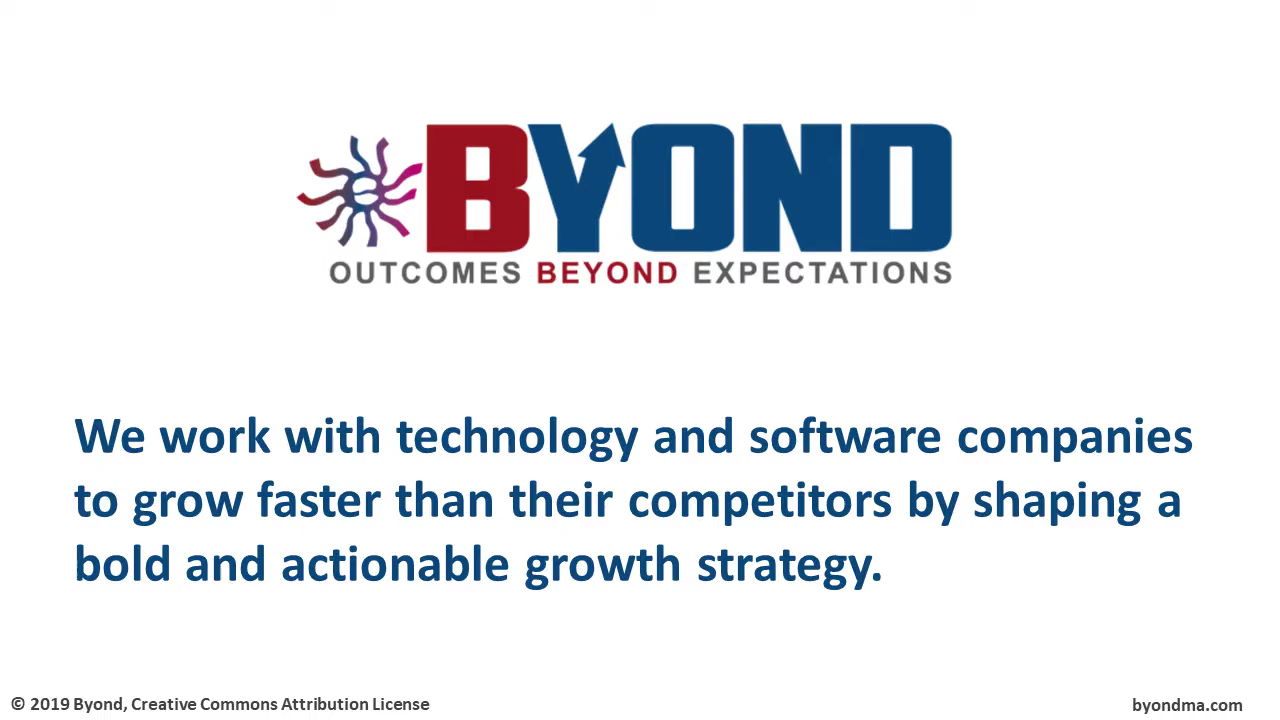 BYOND
OUTCOMES BEYOND EXPECTATIONS
We work with technology and software companies
to grow faster than their competitors by shaping a
bold and actionable growth strategy.
© 2019 Byond, Creative Commons Attribution License
byondma.com